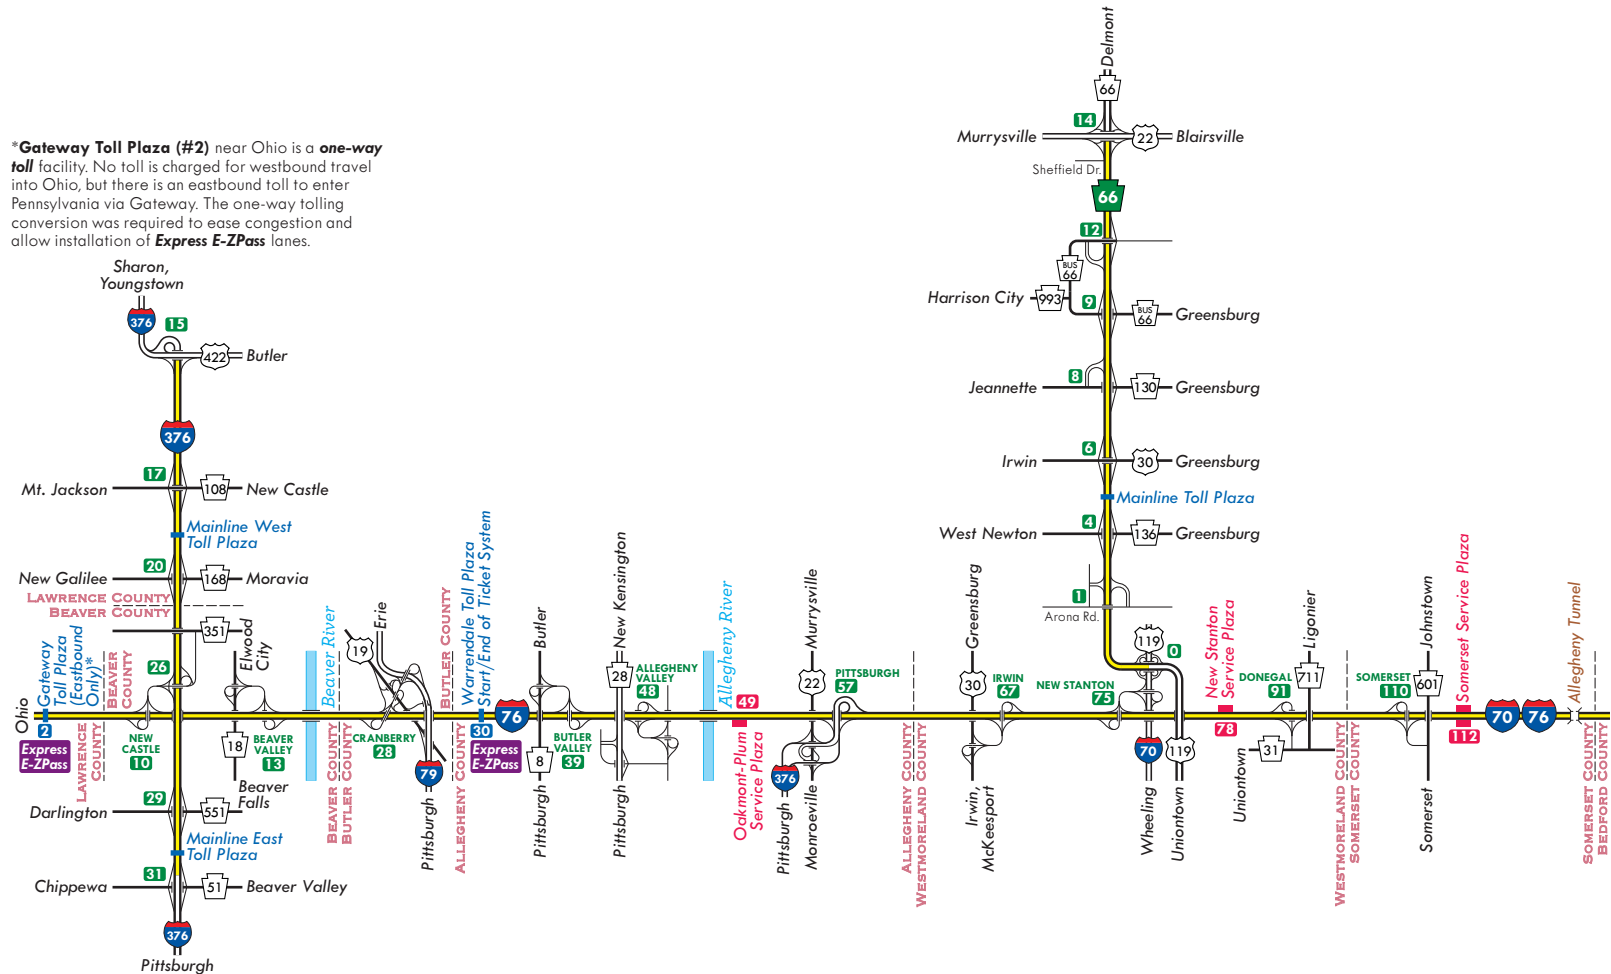 *Gateway Toll Plaza (#2) near Ohio is a one-way
toll facility. No toll is charged for westbound travel
into Ohio, but there is an eastbound toll to enter
Pennsylvania via Gateway. The one-way tolling
conversion was required to ease congestion and
allow installation of Express E-ZPass lanes.
Sharon,
Youngstown
376
15
422
Butler
376
17
Mt. Jackson
108
New Castle
Mainline West
Toll Plaza
20
New Galilee
168
Moravia
LAWRENCE COUNTY
BEAVER COUNTY
351
26
Ohio
Gateway
Toll Plaza
(Eastbound
Only)*
2
Express
E-ZPass
BEAVER
COUNTY
LAWRENCE
COUNTY
NEW
CASTLE
10
Elwood
City
18
Beaver
Falls
BEAVER
VALLEY
13
29
Darlington
551
Mainline East
Toll Plaza
31
Chippewa
51
Beaver Valley
376
Pittsburgh
Beaver River
BEAVER COUNTY
BUTLER COUNTY
19
Erie
CRANBERRY
28
79
Pittsburgh
BUTLER COUNTY
ALLEGHENY COUNTY
Warrendale Toll Plaza
Start/End of Ticket System
30
Express
E-ZPass
76
Butler
8
Pittsburgh
BUTLER
VALLEY
39
New Kensington
28
Pittsburgh
ALLEGHENY
VALLEY
48
Allegheny River
49
Oakmont-Plum
Service Plaza
Murrysville
22
PITTSBURGH
57
376
Pittsburgh
Monroeville
ALLEGHENY COUNTY
WESTMORELAND COUNTY
Greensburg
30
IRWIN
67
Irwin,
McKeesport
NEW STANTON
75
Delmont
66
14
Murrysville
22
Blairsville
Sheffield Dr.
66
12
BUS
66
Harrison City
993
9
BUS
66
Greensburg
8
Jeannette
130
Greensburg
6
Irwin
30
Greensburg
Mainline Toll Plaza
4
West Newton
136
Greensburg
1
Arona Rd.
119
0
70
119
Wheeling
Uniontown
New Stanton
Service Plaza
78
Ligonier
DONEGAL
91
711
31
Uniontown
WESTMORELAND COUNTY
SOMERSET COUNTY
SOMERSET
110
Johnstown
601
Somerset
Somerset Service Plaza
112
70
76
Allegheny Tunnel
SOMERSET COUNTY
BEDFORD COUNTY